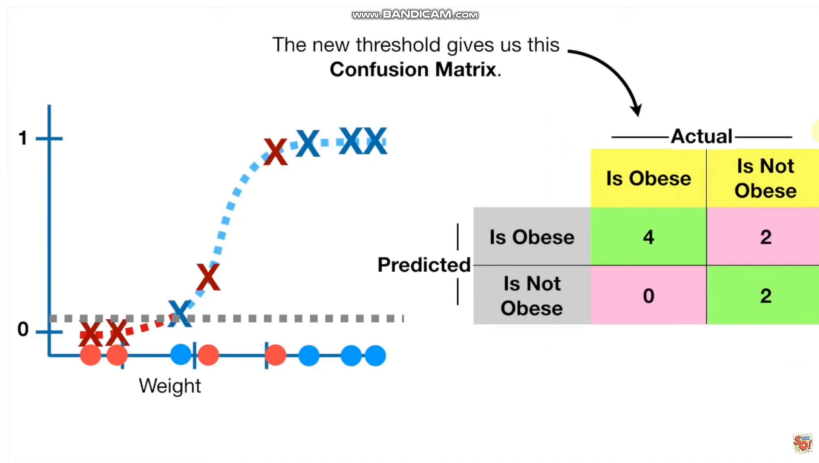 www.BANDICAM.com
The new threshold gives us this
Confusion Matrix.
Actual
Is Obese
Is Not
Obese
Predicted
Is Obese
4
2
Is Not
Obese
0
2
1
X X X X
X
X
0
X X
Weight
SQ!